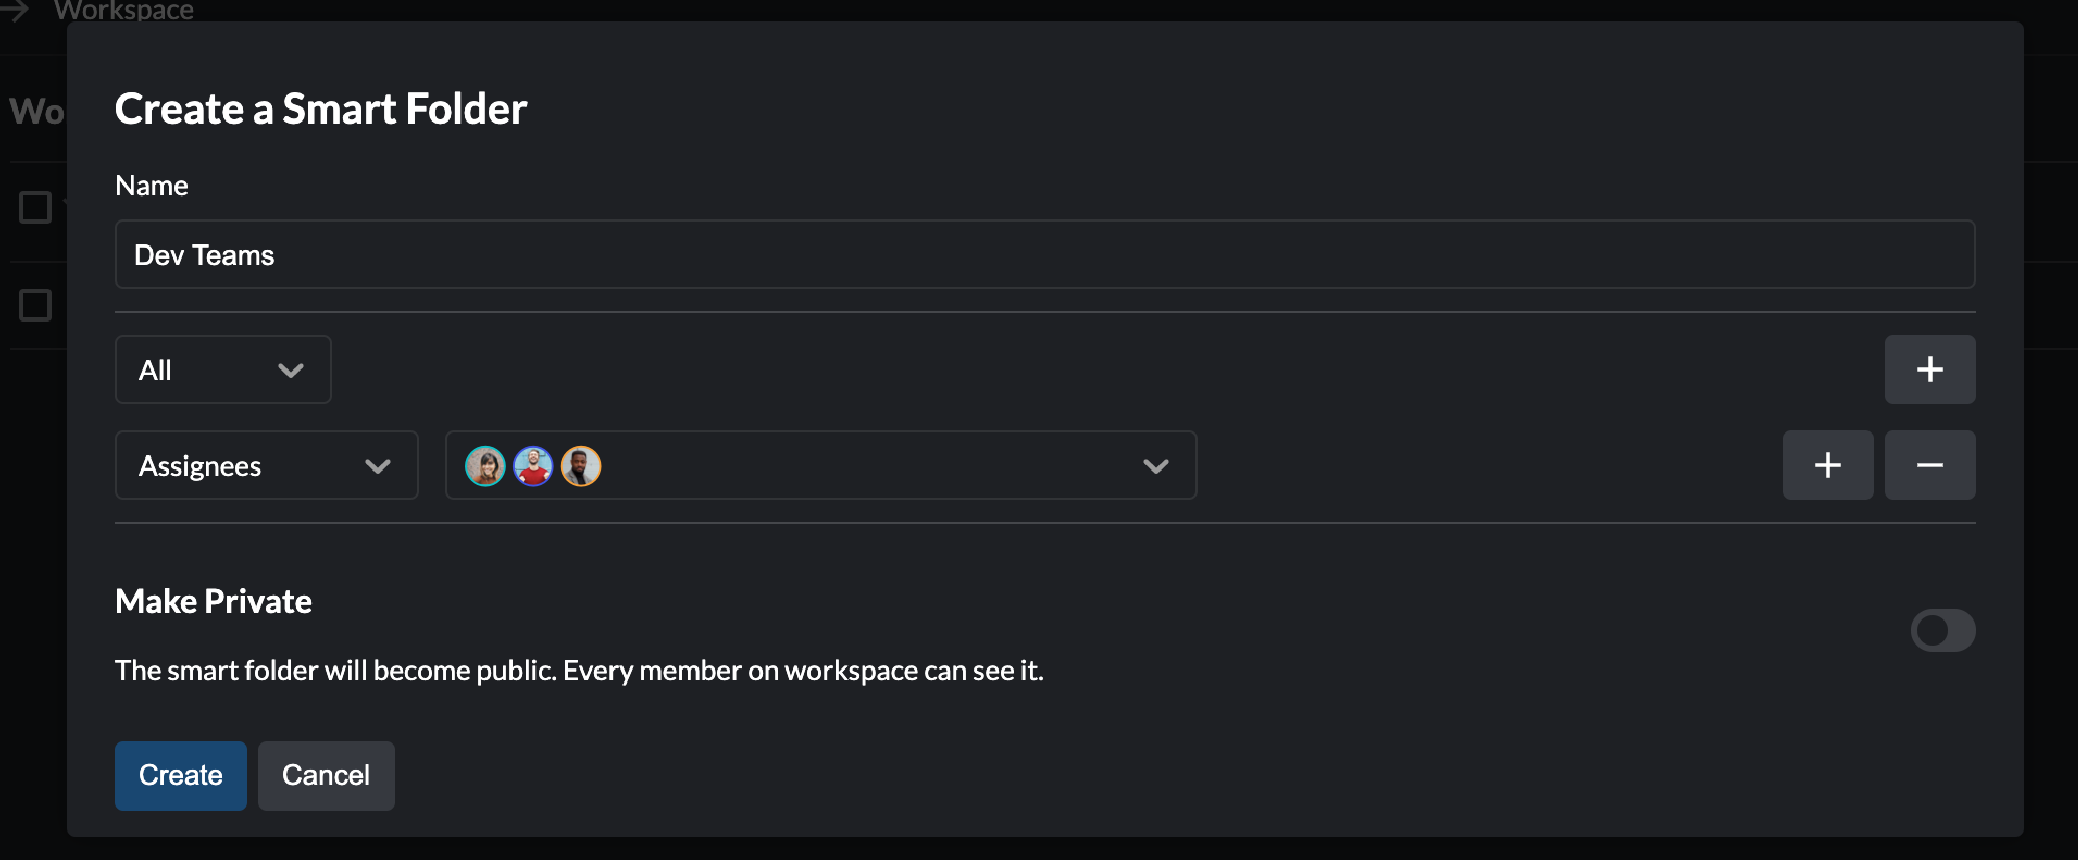 Workspace
Wo
Create a Smart Folder
Name
Dev Teams
All
Assignees
Make Private
The smart folder will become public. Every member on workspace can see it.
Create
Cancel